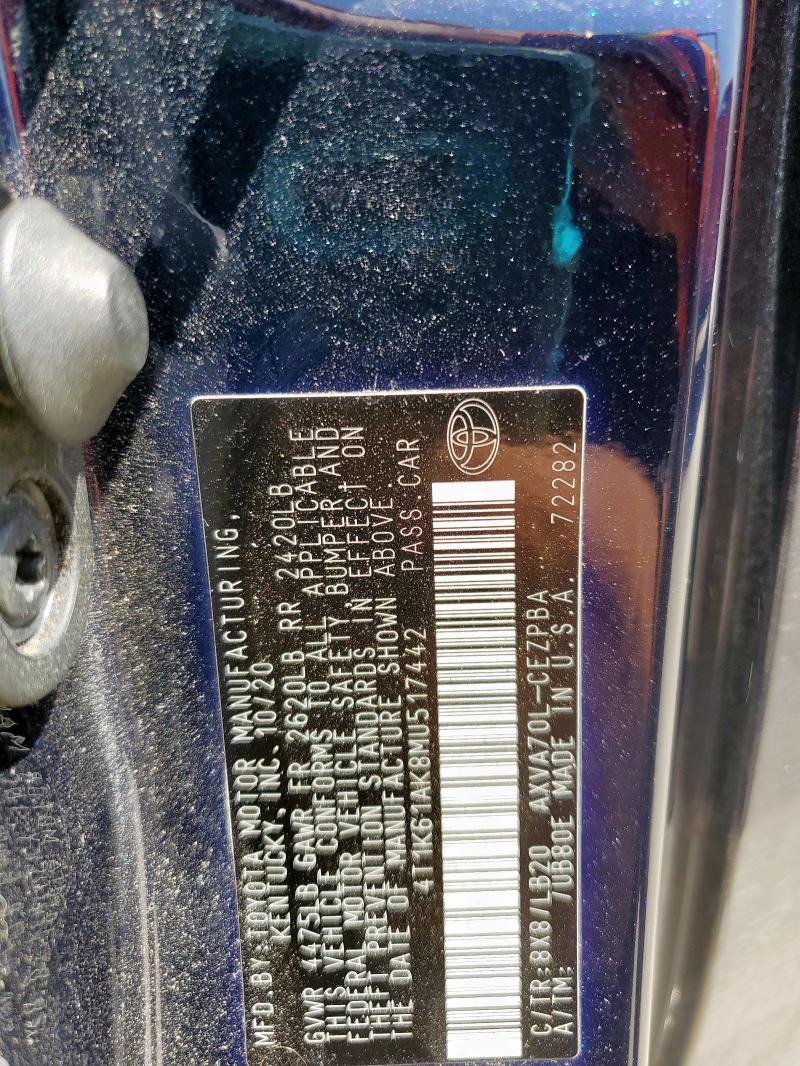 MFD.BY:TOYOTA MOTOR MANUFACTURING,
KENTUCKY, INC. 10/20
GVWR 4475LB GAWR FR 2620LB RR 2420LB
THIS VEHICLE CONFORMS TO ALL APPLICABLE
FEDERAL MOTOR VEHICLE SAFETY, BUMPER, AND
THEFT PREVENTION STANDARDS IN EFFECT ON
THE DATE OF MANUFACTURE SHOWN ABOVE.
4T1K61AK8MU517442 PASS.CAR
C/TR:8X8/LB20 AXVA70L-CEZPBA
A/TM: /UB80E MADE IN U.S.A. 72282